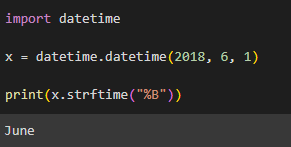 import datetime
x = datetime.datetime(2018, 6, 1)
print(x.strftime("%B"))
June